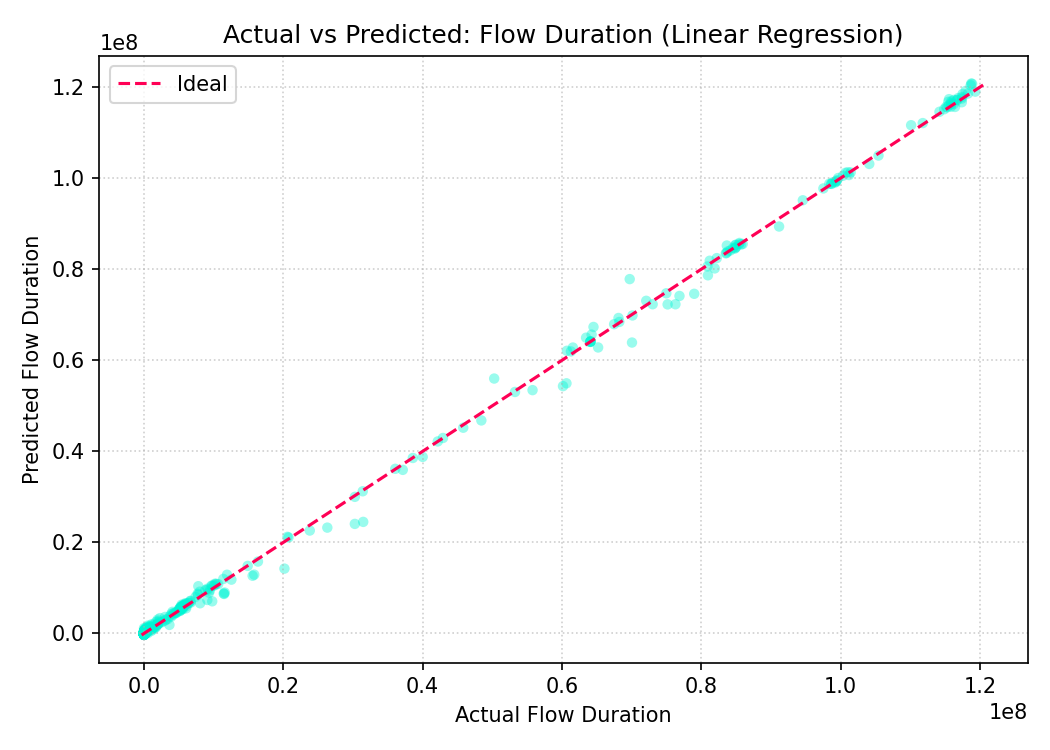 Actual vs Predicted: Flow Duration (Linear Regression)
1e8
Ideal
1.2
1.0
0.8
0.6
0.4
0.2
0.0
Predicted Flow Duration
0.0 0.2 0.4 0.6 0.8 1.0 1.2
1e8
Actual Flow Duration